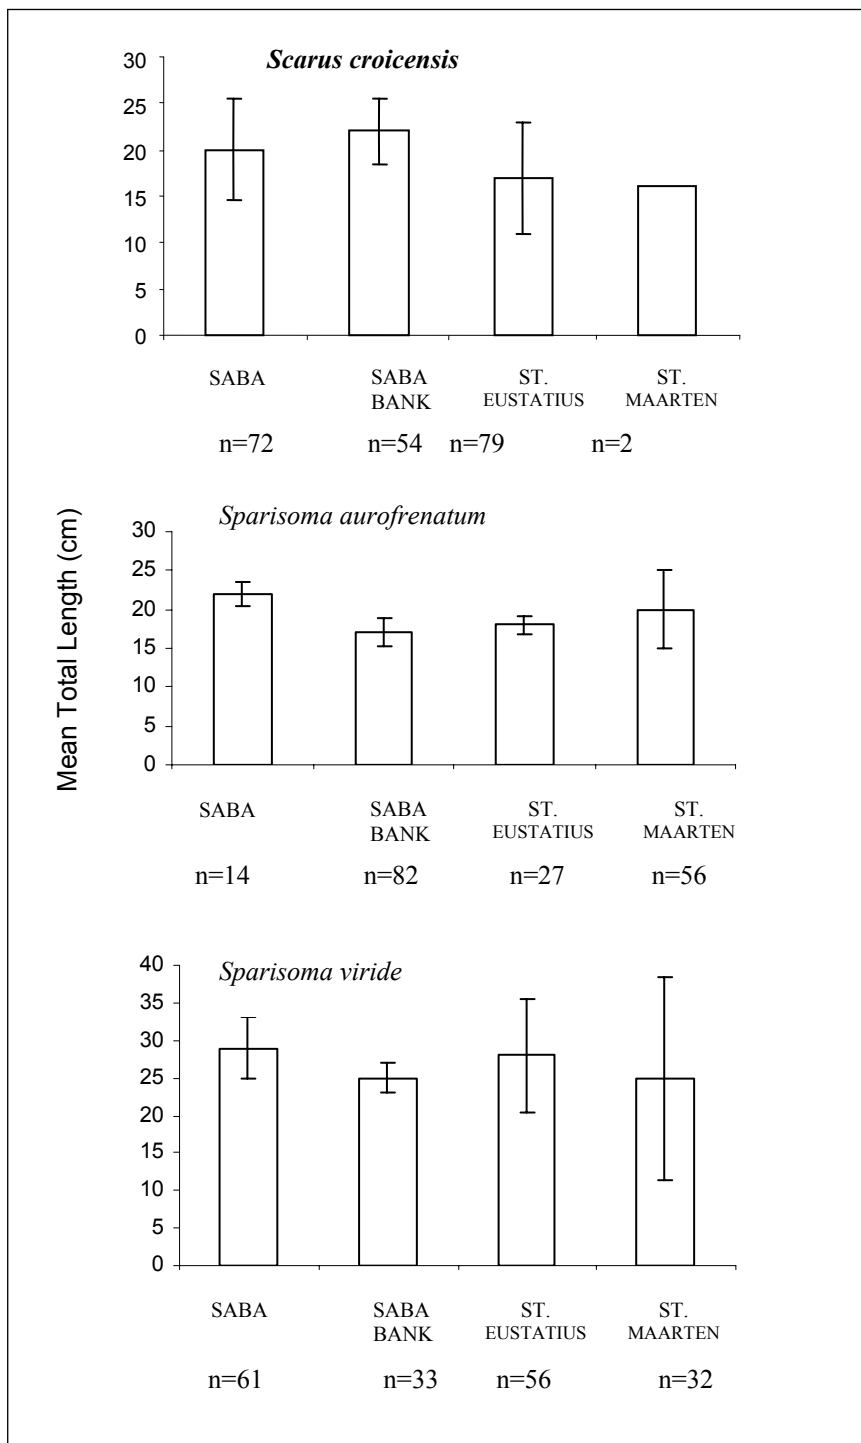 Mean Total Length (cm)
Scarus croicensis
30
25
20
15
10
5
0
SABA
SABA BANK
ST. EUSTATIUS
ST. MAARTEN
n=72 n=54 n=79 n=2
Sparisoma aurofrenatum
30
25
20
15
10
5
0
SABA
SABA BANK
ST. EUSTATIUS
ST. MAARTEN
n=14 n=82 n=27 n=56
Sparisoma viride
40
35
30
25
20
15
10
5
0
SABA
SABA BANK
ST. EUSTATIUS
ST. MAARTEN
n=61 n=33 n=56 n=32